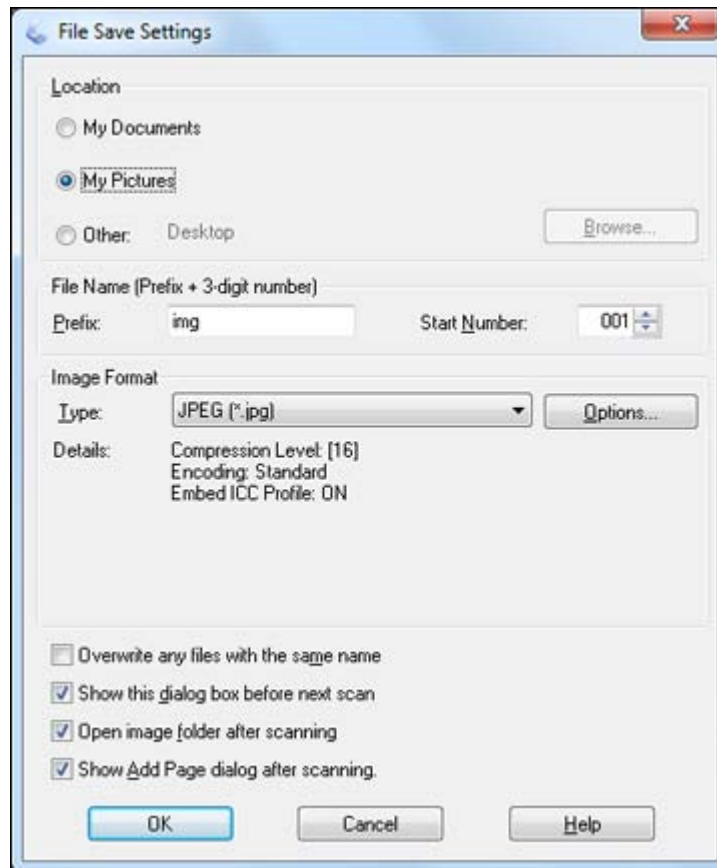 File Save Settings
Location
My Documents
My Pictures
Other: Desktop Browse...
File Name (Prefix + 3-digit number)
Prefix: img Start Number: 001
Image Format
Type: JPEG (*.jpg) Options...
Details: Compression Level: [16]
Encoding: Standard
Embed ICC Profile: ON
Overwrite any files with the same name
Show this dialog box before next scan
Open image folder after scanning
Show Add Page dialog after scanning.
OK Cancel Help